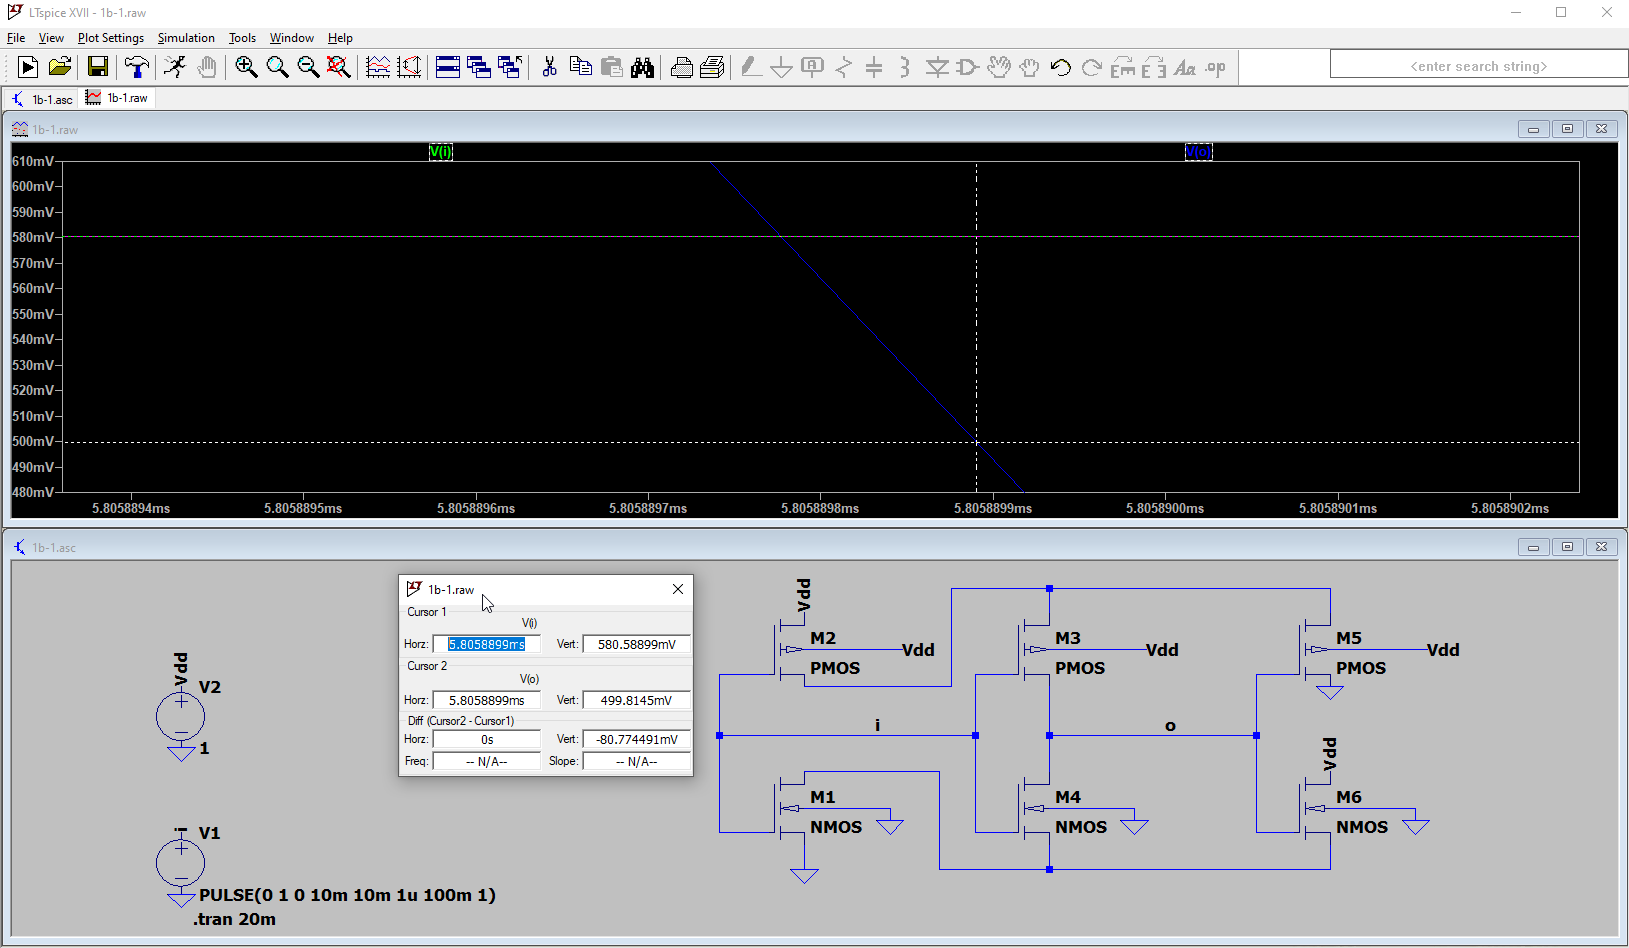 LTspice XVII - 1b-1.raw
File View Plot Settings Simulation Tools Window Help
<enter search string>
1b-1.asc 1b-1.raw
1b-1.raw
V(i) V(o)
610mV
600mV
590mV
580mV
570mV
560mV
550mV
540mV
530mV
520mV
510mV
500mV
490mV
480mV
5.8058894ms 5.8058895ms 5.8058896ms 5.8058897ms 5.8058898ms 5.8058899ms 5.8058900ms 5.8058901ms 5.8058902ms
1b-1.asc
1b-1.raw
Cursor 1
V(i)
Horz: 5.8058899ms Vert: 580.58899mV
Cursor 2
V(o)
Horz: 5.8058899ms Vert: 499.8145mV
Diff (Cursor2 - Cursor1)
Horz: 0s Vert: -80.774491mV
Freq: -- N/A-- Slope: -- N/A--
Vdd
V2
1
i
V1
PULSE(0 1 0 10m 10m 1u 100m 1)
.tran 20m
Vdd
M2 Vdd
PMOS
M3 Vdd
PMOS
M5 Vdd
PMOS
i o
Vdd
M1
NMOS
M4
NMOS
M6
NMOS